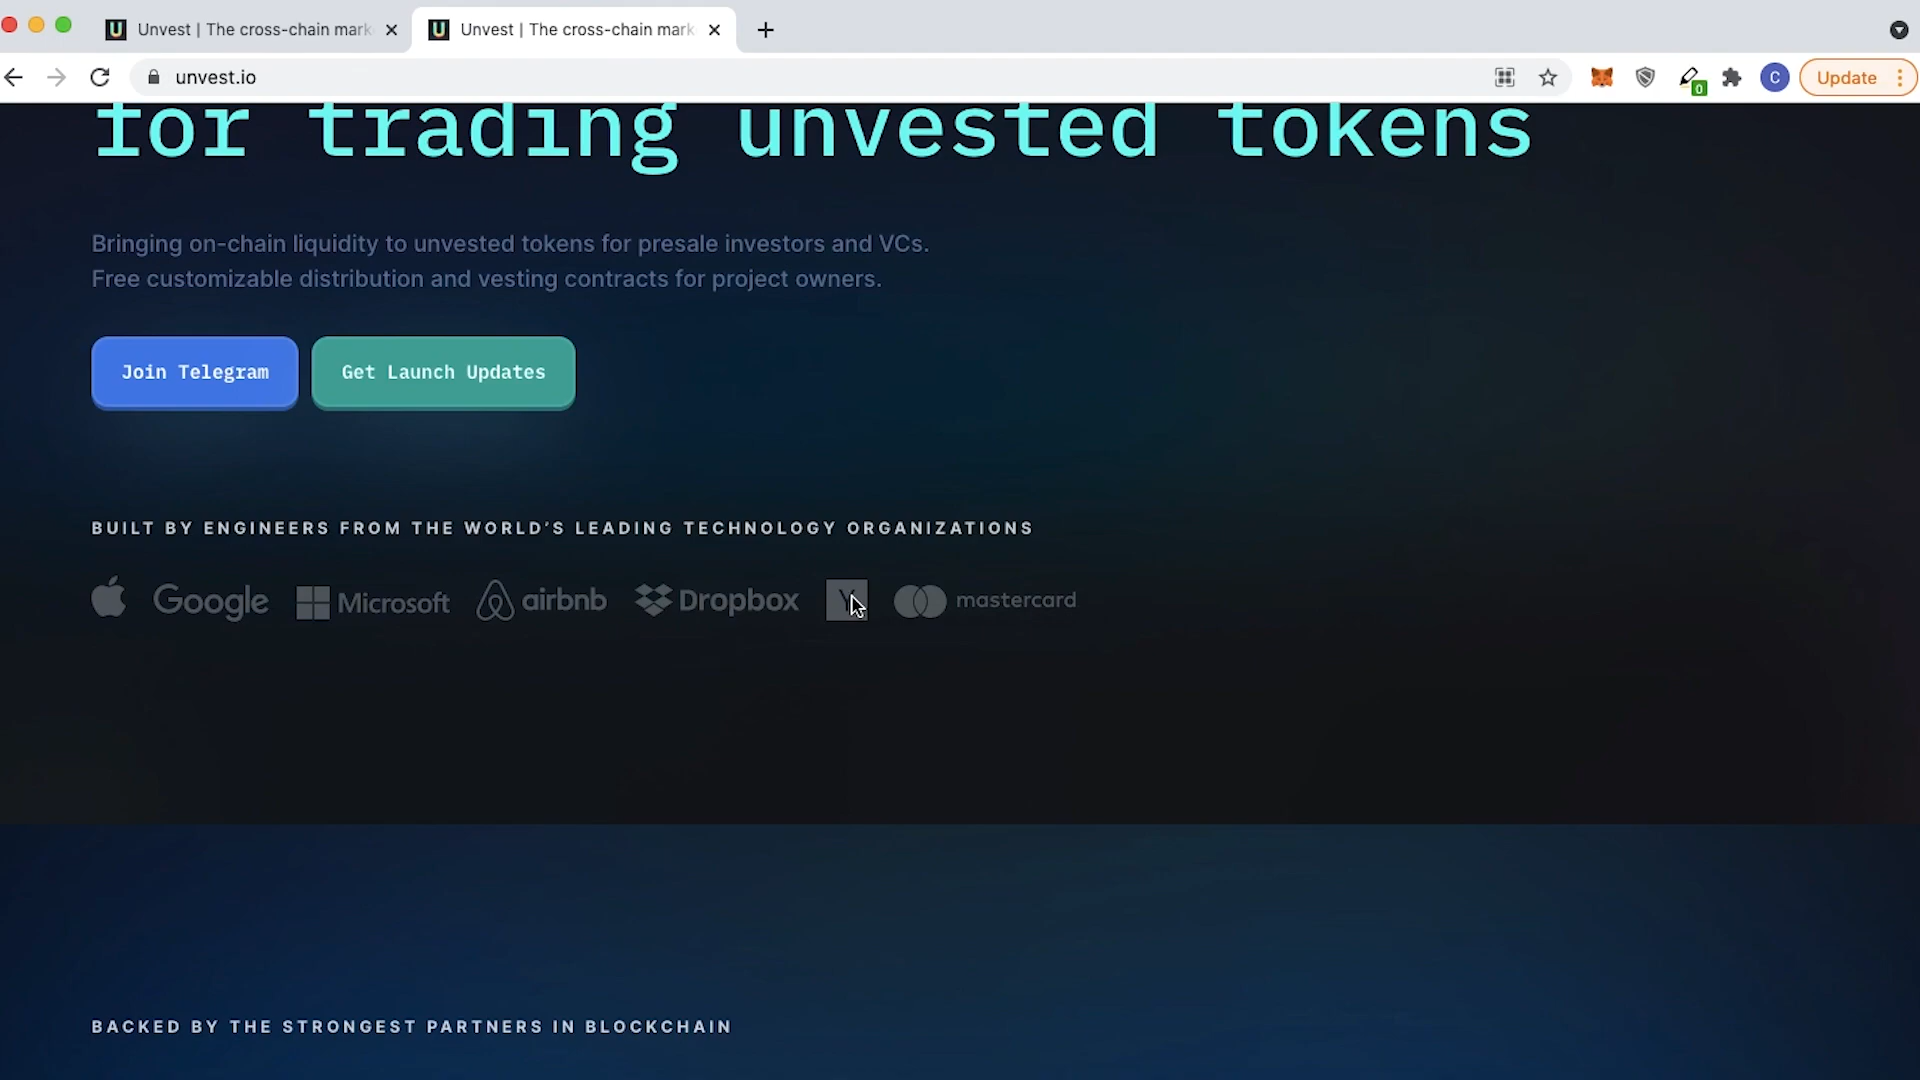 Unvest | The cross-chain mark
Unvest | The cross-chain mark
unvest.io
0
C
Update
for trading unvested tokens
Bringing on-chain liquidity to unvested tokens for presale investors and VCs.
Free customizable distribution and vesting contracts for project owners.
Join Telegram
Get Launch Updates
BUILT BY ENGINEERS FROM THE WORLD’S LEADING TECHNOLOGY ORGANIZATIONS
Google Microsoft airbnb Dropbox Y mastercard
BACKED BY THE STRONGEST PARTNERS IN BLOCKCHAIN